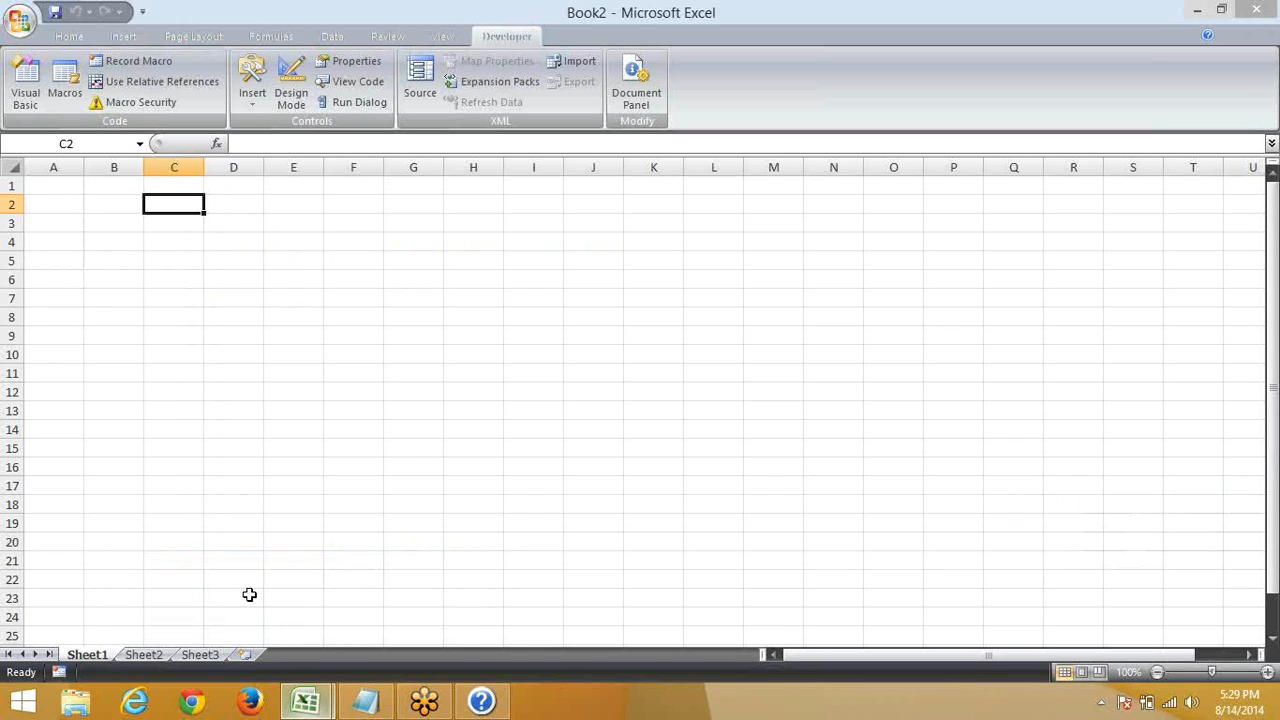 Book2 - Microsoft Excel
Home Insert Page Layout Formulas Data Review View Developer
Visual Basic
Macros
Record Macro
Use Relative References
Macro Security
Code
Insert
Design Mode
Properties
View Code
Run Dialog
Controls
Source
Map Properties
Expansion Packs
Refresh Data
Import
Export
XML
Document Panel
Modify
C2 fx
A B C D E F G H I J K L M N O P Q R S T U
1
2
3
4
5
6
7
8
9
10
11
12
13
14
15
16
17
18
19
20
21
22
23
24
25
Sheet1 Sheet2 Sheet3
Ready 100%
5:29 PM
8/14/2014